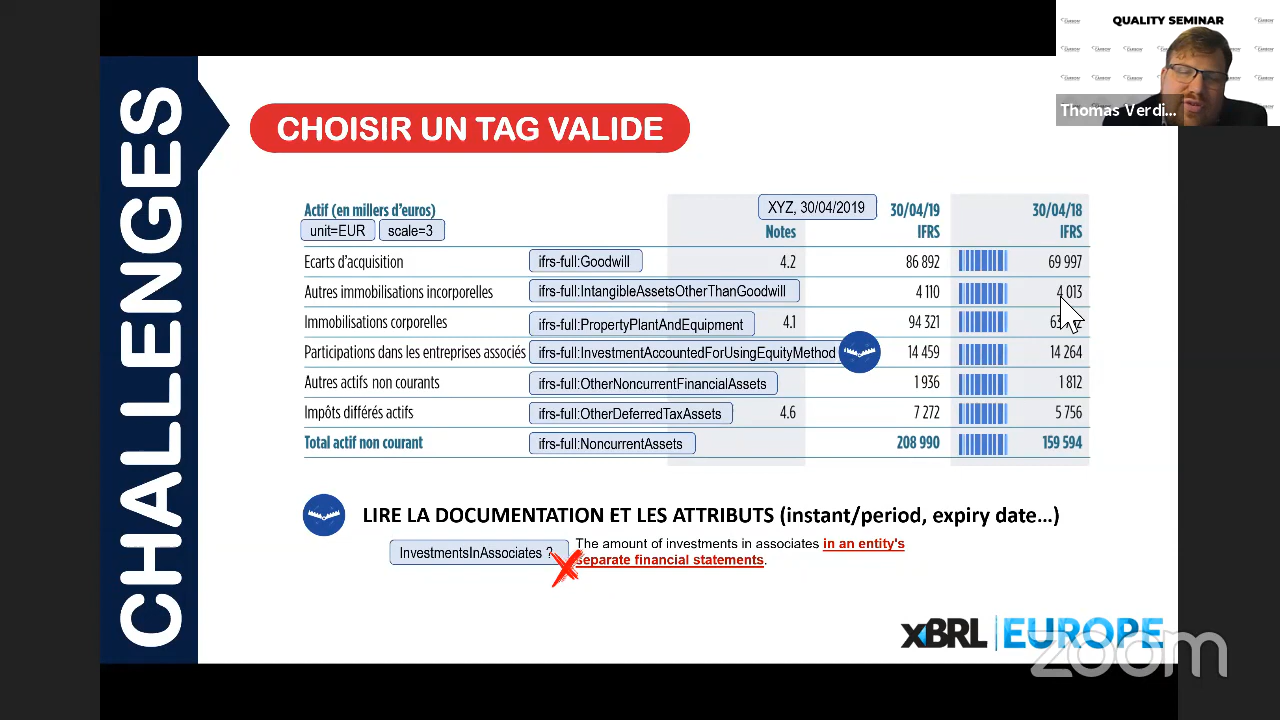 QUALITY SEMINAR
Thomas Verdi...
CHALLENGES
CHOISIR UN TAG VALIDE
Actif (en millers d'euros) XYZ, 30/04/2019 30/04/19 30/04/18
unit=EUR scale=3 Notes IFRS IFRS
Ecarts d'acquisition ifrs-full:Goodwill 4.2 86 892 69 997
Autres immobilisations incorporelles ifrs-full:IntangibleAssetsOtherThanGoodwill 4 110 4 013
Immobilisations corporelles ifrs-full:PropertyPlantAndEquipment 4.1 94 321
Participations dans les entreprises associés ifrs-full:InvestmentAccountedForUsingEquityMethod 14 459 14 264
Autres actifs non courants ifrs-full:OtherNoncurrentFinancialAssets 1 936 1 812
Impôts différés actifs ifrs-full:OtherDeferredTaxAssets 4.6 7 272 5 756
Total actif non courant ifrs-full:NoncurrentAssets 208 990 159 594
LIRE LA DOCUMENTATION ET LES ATTRIBUTS (instant/period, expiry date...)
InvestmentsInAssociates ? The amount of investments in associates in an entity's
separate financial statements.
XBRL EUROPE
zoom